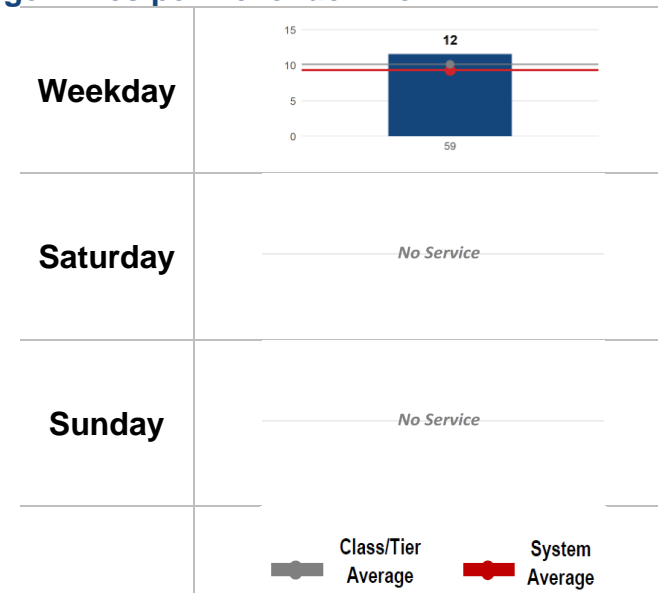 Weekday
15
12
10
5
0
59
Saturday
No Service
Sunday
No Service
Class/Tier
Average
System
Average